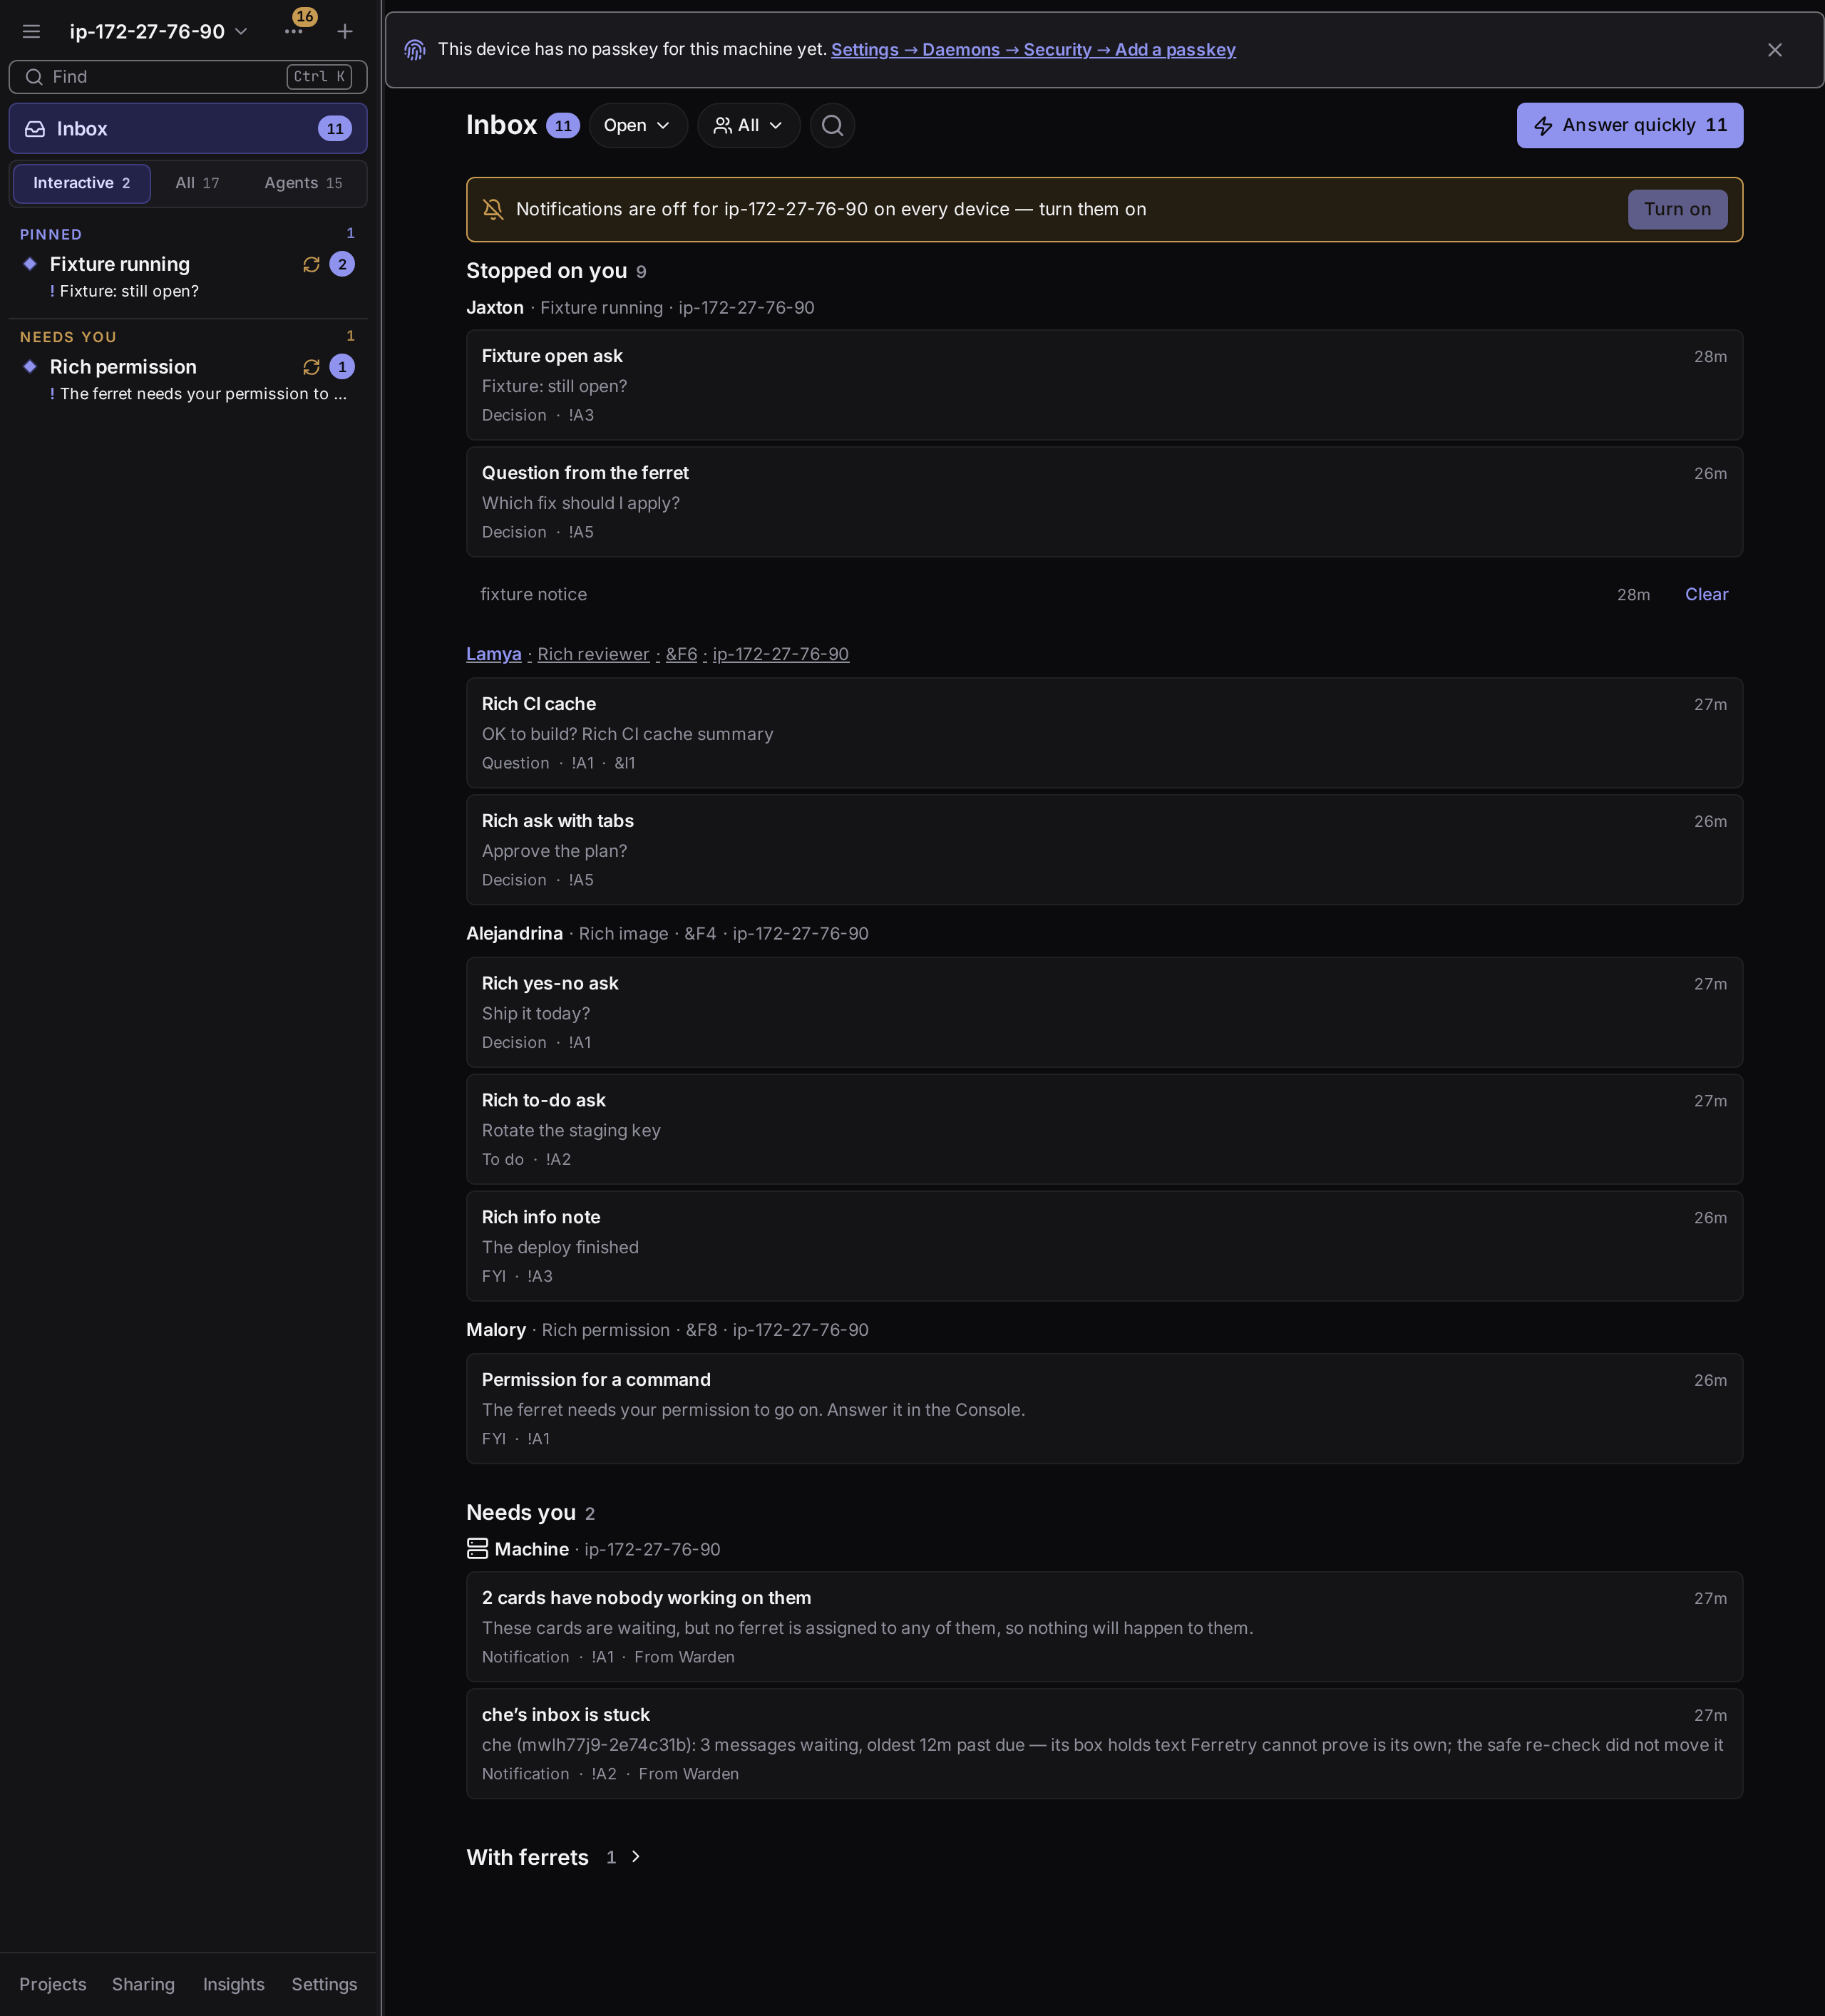 ip-172-27-76-90
16
Find
Ctrl K
Inbox 11
Interactive 2
All 17
Agents 15
PINNED 1
Fixture running 2
! Fixture: still open?
NEEDS YOU 1
Rich permission 1
! The ferret needs your permission to ...
Projects
Sharing
Insights
Settings
This device has no passkey for this machine yet. Settings → Daemons → Security → Add a passkey
Inbox 11
Open
All
Answer quickly 11
Notifications are off for ip-172-27-76-90 on every device — turn them on
Turn on
Stopped on you 9
Jaxton · Fixture running · ip-172-27-76-90
Fixture open ask 28m
Fixture: still open?
Decision · !A3
Question from the ferret 26m
Which fix should I apply?
Decision · !A5
fixture notice 28m Clear
Lamya · Rich reviewer · &F6 · ip-172-27-76-90
Rich CI cache 27m
OK to build? Rich CI cache summary
Question · !A1 · &I1
Rich ask with tabs 26m
Approve the plan?
Decision · !A5
Alejandrina · Rich image · &F4 · ip-172-27-76-90
Rich yes-no ask 27m
Ship it today?
Decision · !A1
Rich to-do ask 27m
Rotate the staging key
To do · !A2
Rich info note 26m
The deploy finished
FYI · !A3
Malory · Rich permission · &F8 · ip-172-27-76-90
Permission for a command 26m
The ferret needs your permission to go on. Answer it in the Console.
FYI · !A1
Needs you 2
Machine · ip-172-27-76-90
2 cards have nobody working on them 27m
These cards are waiting, but no ferret is assigned to any of them, so nothing will happen to them.
Notification · !A1 · From Warden
che’s inbox is stuck 27m
che (mwlh77j9-2e74c31b): 3 messages waiting, oldest 12m past due — its box holds text Ferretry cannot prove is its own; the safe re-check did not move it
Notification · !A2 · From Warden
With ferrets 1